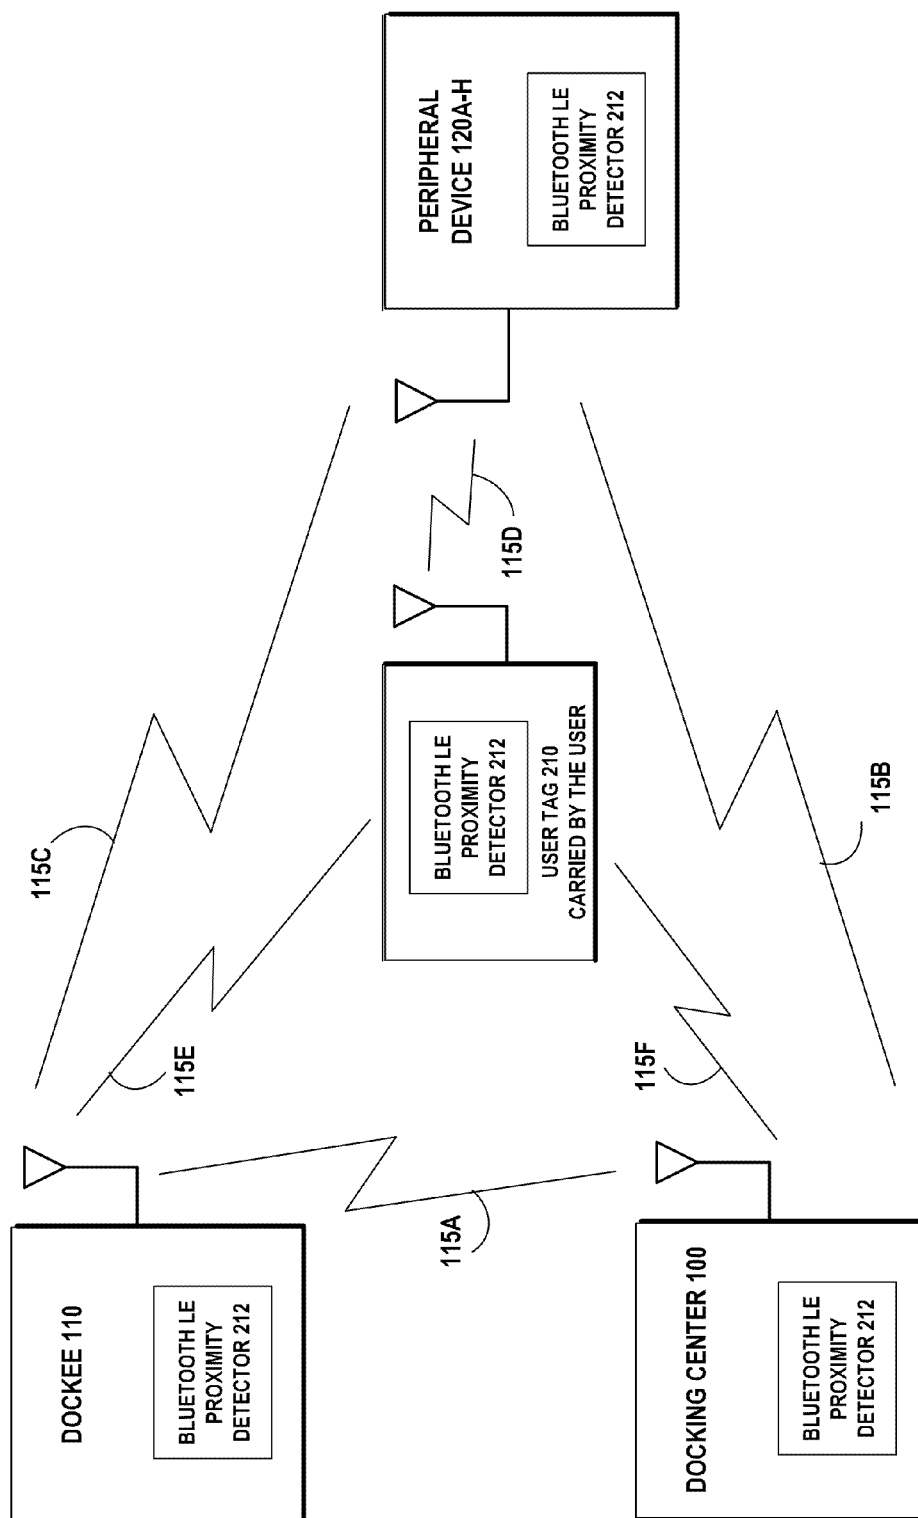 DOCKEE 110
BLUETOOTH LE
PROXIMITY
DETECTOR 212
DOCKING CENTER 100
BLUETOOTH LE
PROXIMITY
DETECTOR 212
115A
115E
115F
115C
115B
BLUETOOTH LE
PROXIMITY
DETECTOR 212
USER TAG 210
CARRIED BY THE USER
115D
PERIPHERAL
DEVICE 120A-H
BLUETOOTH LE
PROXIMITY
DETECTOR 212